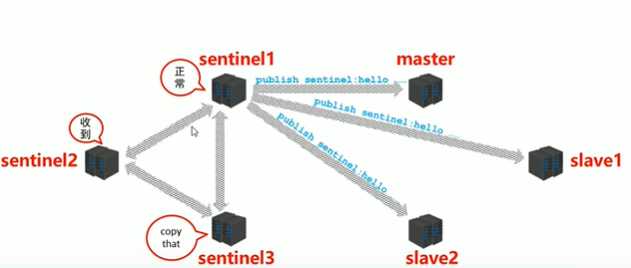 sentinel1
master
正
常
publish sentinel:hello
publish sentinel:hello ......
publish sentinel:hello ...
收
到
sentinel2
slave1
copy
that
sentinel3
slave2